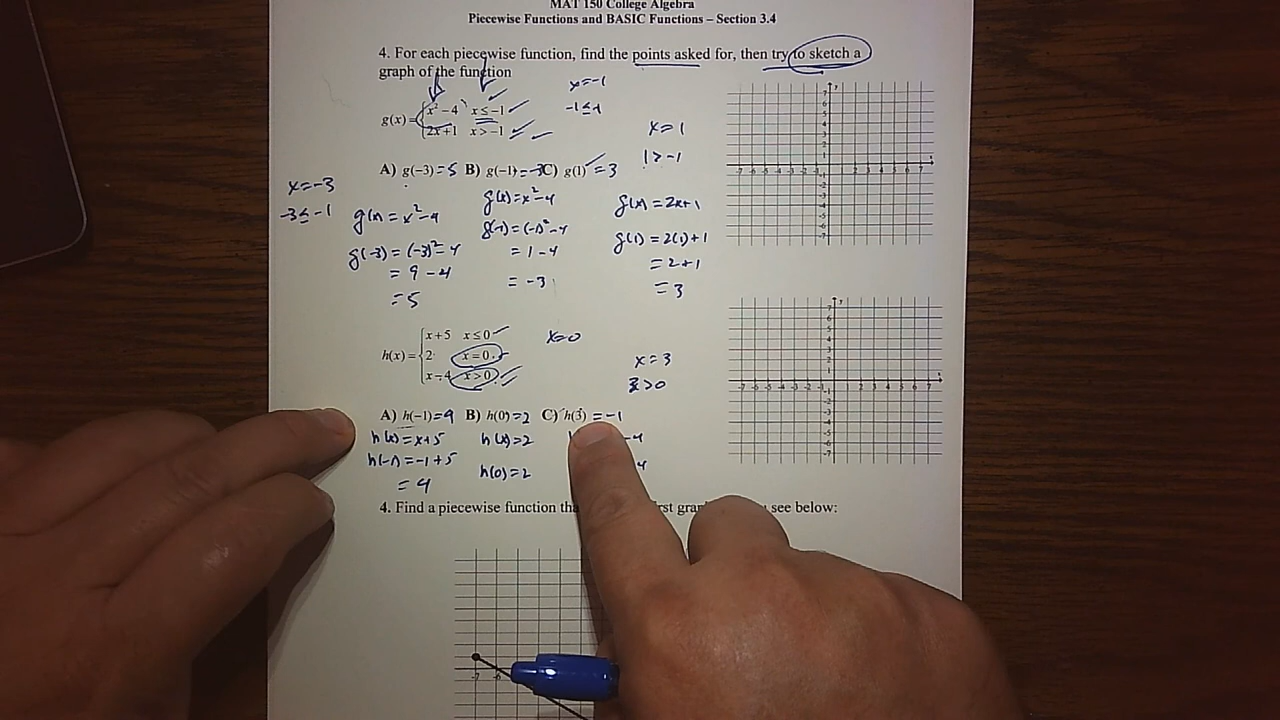 MAT 150 College Algebra
Piecewise Functions and BASIC Functions – Section 3.4
4. For each piecewise function, find the points asked for, then try to sketch a
graph of the function
x=-1
-1≤-1
g(x)= { x²−4 x≤−1
2x+1 x>−1
x=1
1>-1
A) g(−3)=5 B) g(−1)=-3 C) g(1)=3
x=-3
-3≤-1
g(x)=x²-4
g(-3)=(-3)²-4
=9-4
=5
g(x)=x²-4
g(-1)=(-1)²-4
=1-4
=-3
g(x)=2x+1
g(1)=2(1)+1
=2+1
=3
h(x)= { x+5 x≤0
2 x=0
x−4 x>0
x=0
x=3
3>0
A) h(−1)=4 B) h(0)=2 C) h(3)=-1
h(x)=x+5
h(-1)=-1+5
=4
h(x)=2
h(0)=2
-4
4
4. Find a piecewise function see below: